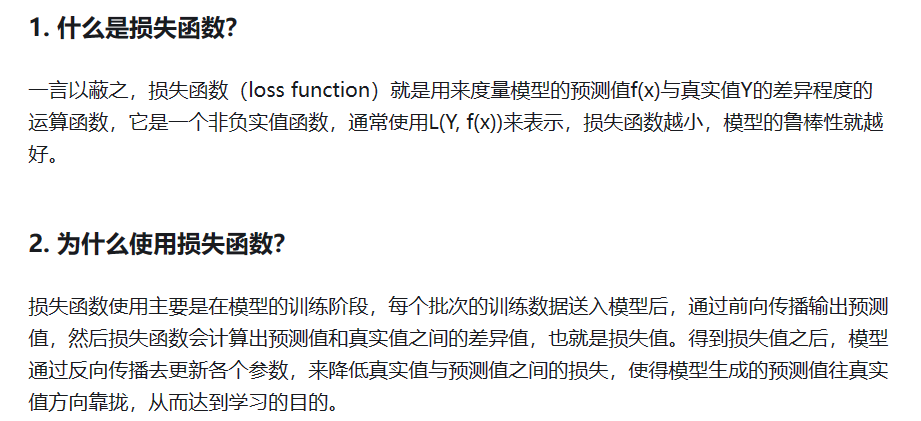 1. 什么是损失函数？
一言以蔽之，损失函数（loss function）就是用来度量模型的预测值f(x)与真实值Y的差异程度的
运算函数，它是一个非负实值函数，通常使用L(Y, f(x))来表示，损失函数越小，模型的鲁棒性就越
好。
2. 为什么使用损失函数？
损失函数使用主要是在模型的训练阶段，每个批次的训练数据送入模型后，通过前向传播输出预测
值，然后损失函数会计算出预测值和真实值之间的差异值，也就是损失值。得到损失值之后，模型
通过反向传播去更新各个参数，来降低真实值与预测值之间的损失，使得模型生成的预测值往真实
值方向靠拢，从而达到学习的目的。